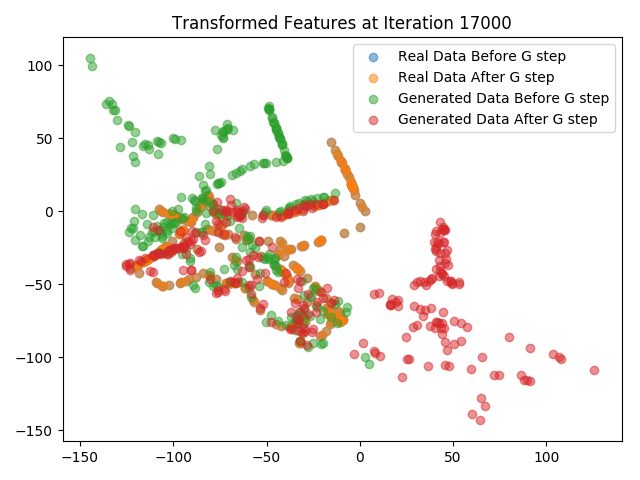 Transformed Features at Iteration 17000
Real Data Before G step
Real Data After G step
Generated Data Before G step
Generated Data After G step
100
50
0
−50
−100
−150
−150
−100
−50
0
50
100